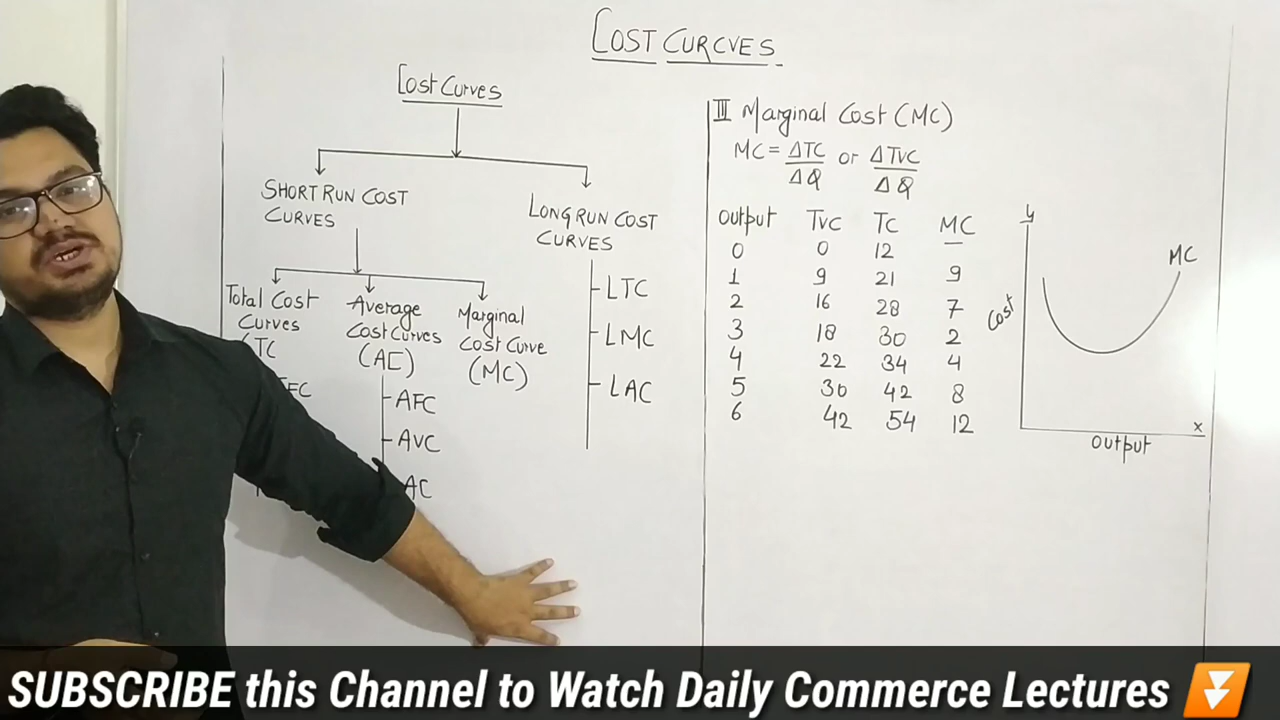 COST CURCVES
Cost Curves
SHORT RUN COST
CURVES
LONG RUN COST
CURVES
Total Cost
Curves
(TC
Average
Cost Curves
(AC)
AFC
AVC
AC
Marginal
Cost Curve
(MC)
LTC
LMC
LAC
III Marginal Cost (MC)
MC = ΔTC/ΔQ or ΔTVC/ΔQ
Output TVC TC MC
0 0 12 —
1 9 21 9
2 16 28 7
3 18 30 2
4 22 34 4
5 30 42 8
6 42 54 12
y
MC
Cost
x
Output
SUBSCRIBE this Channel to Watch Daily Commerce Lectures